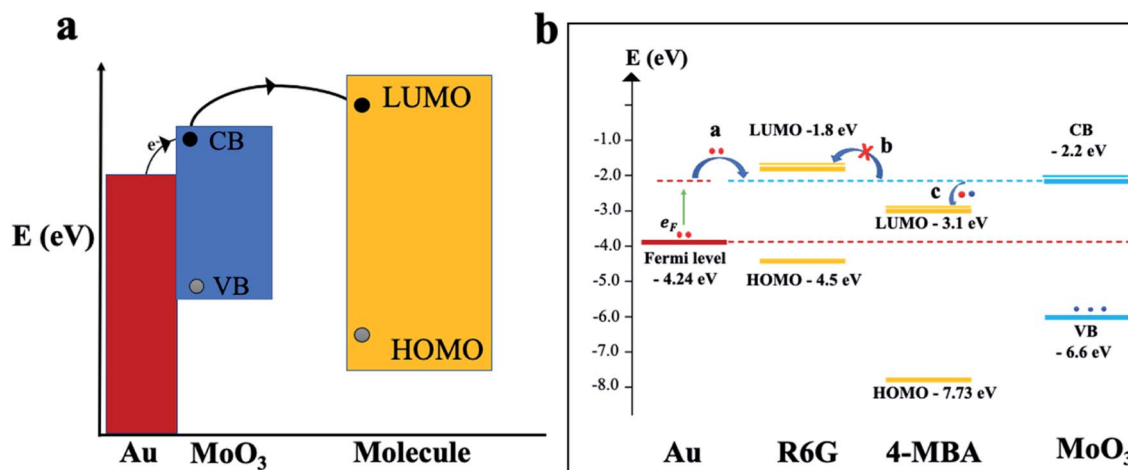 a
E (eV)
e-
CB
VB
LUMO
HOMO
Au
MoO₃
Molecule
b
E (eV)
-1.0
-2.0
-3.0
-4.0
-5.0
-6.0
-7.0
-8.0
a
LUMO -1.8 eV
b
CB
- 2.2 eV
c
LUMO - 3.1 eV
eF
Fermi level
- 4.24 eV
HOMO - 4.5 eV
VB
- 6.6 eV
HOMO - 7.73 eV
Au
R6G
4-MBA
MoO₃